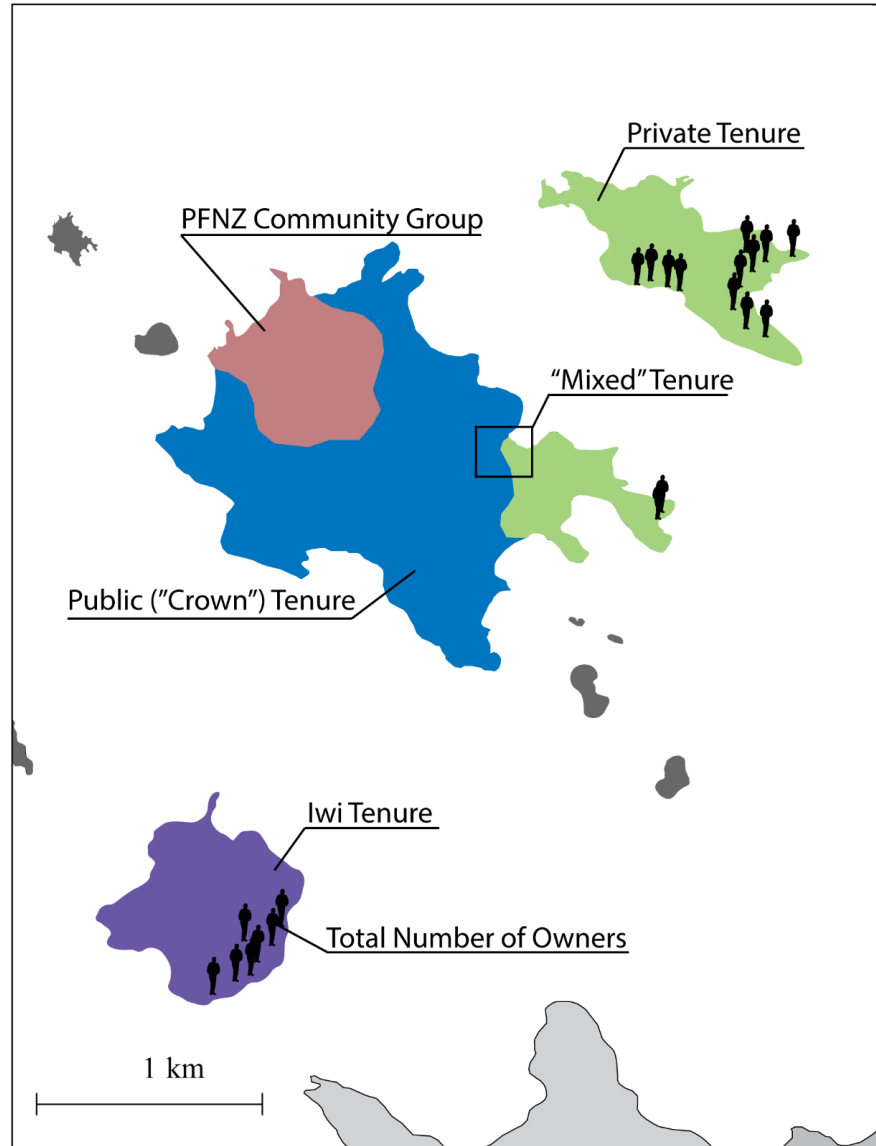 Private Tenure
PFNZ Community Group
“Mixed” Tenure
Public (”Crown”) Tenure
Iwi Tenure
Total Number of Owners
1 km